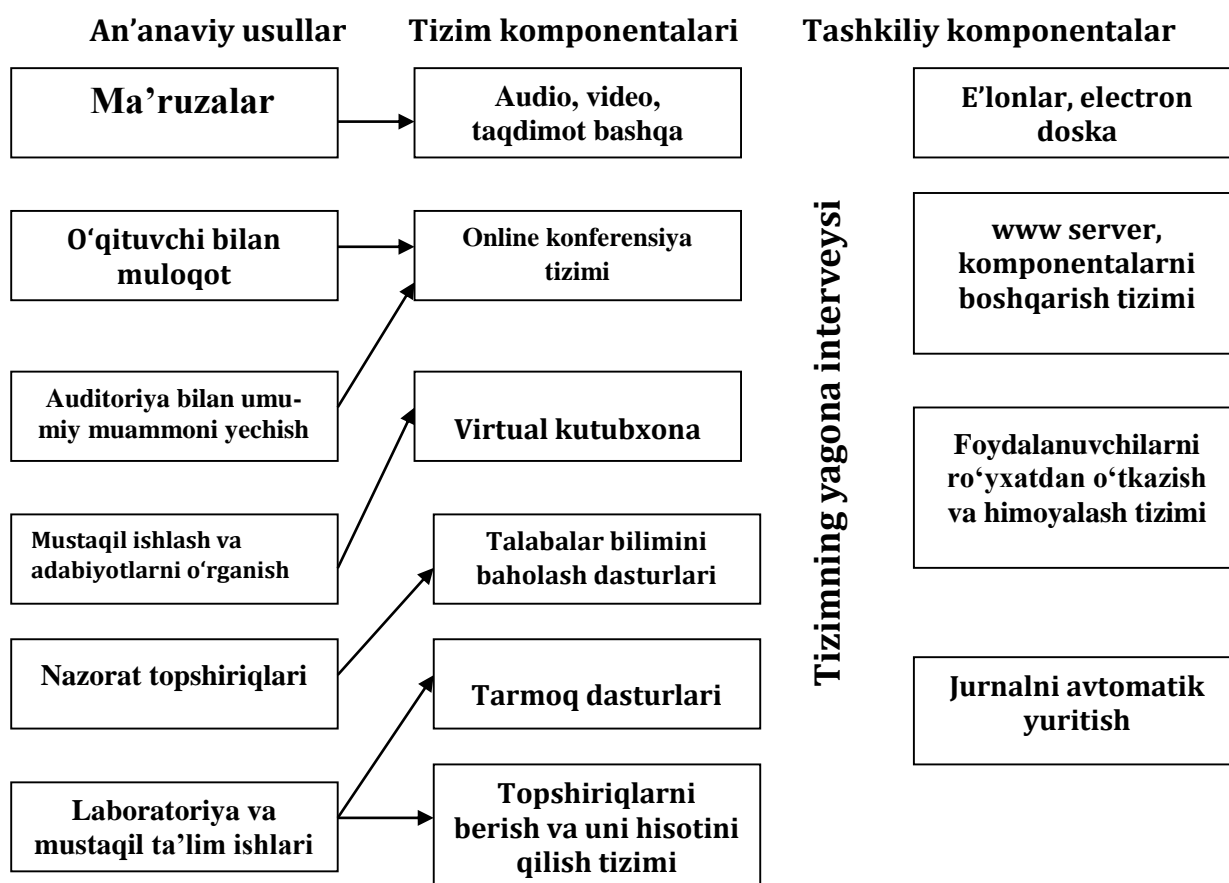 An’anaviy usullar
Tizim komponentalari
Tashkiliy komponentalar
Ma’ruzalar
Audio, video,
taqdimot bashqa
E’lonlar, electron
doska
O‘qituvchi bilan
muloqot
Online konferensiya
tizimi
www server,
komponentalarni
boshqarish tizimi
Auditoriya bilan umu-
miy muammoni yechish
Virtual kutubxona
Tizimning yagona interveysi
Foydalanuvchilarni
ro‘yxatdan o‘tkazish
va himoyalash tizimi
Mustaqil ishlash va
adabiyotlarni o‘rganish
Talabalar bilimini
baholash dasturlari
Nazorat topshiriqlari
Tarmoq dasturlari
Jurnalni avtomatik
yuritish
Laboratoriya va
mustaqil ta’lim ishlari
Topshiriqlarni
berish va uni hisotini
qilish tizimi